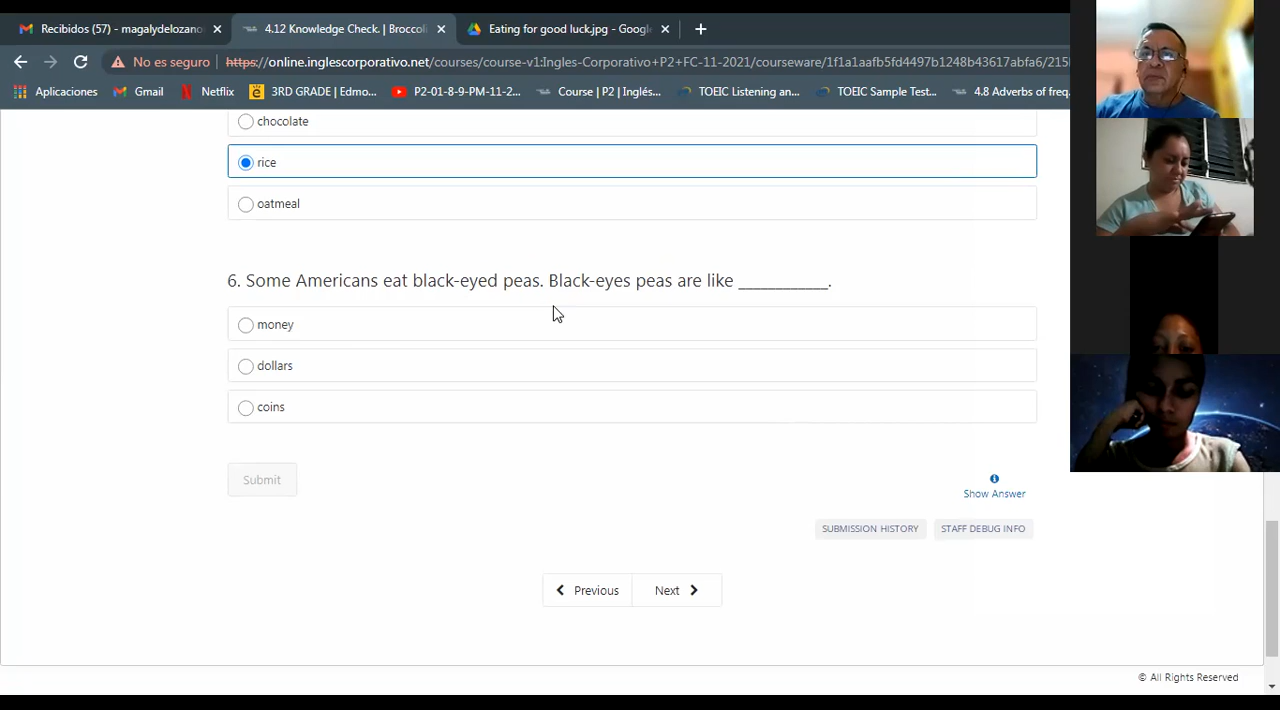 Recibidos (57) - magalydelozano
4.12 Knowledge Check. | Broccoli
Eating for good luck.jpg - Google
No es seguro
https://online.inglescorporativo.net/courses/course-v1:Ingles-Corporativo+P2+FC-11-2021/courseware/1f1a1aafb5fd4497b1248b43617abfa6/215
Aplicaciones
Gmail
Netflix
3RD GRADE | Edmo...
P2-01-8-9-PM-11-2...
Course | P2 | Inglés...
TOEIC Listening an...
TOEIC Sample Test...
4.8 Adverbs of freq.
chocolate
rice
oatmeal
6. Some Americans eat black-eyed peas. Black-eyes peas are like ____________.
money
dollars
coins
Submit
Show Answer
SUBMISSION HISTORY
STAFF DEBUG INFO
Previous
Next
© All Rights Reserved